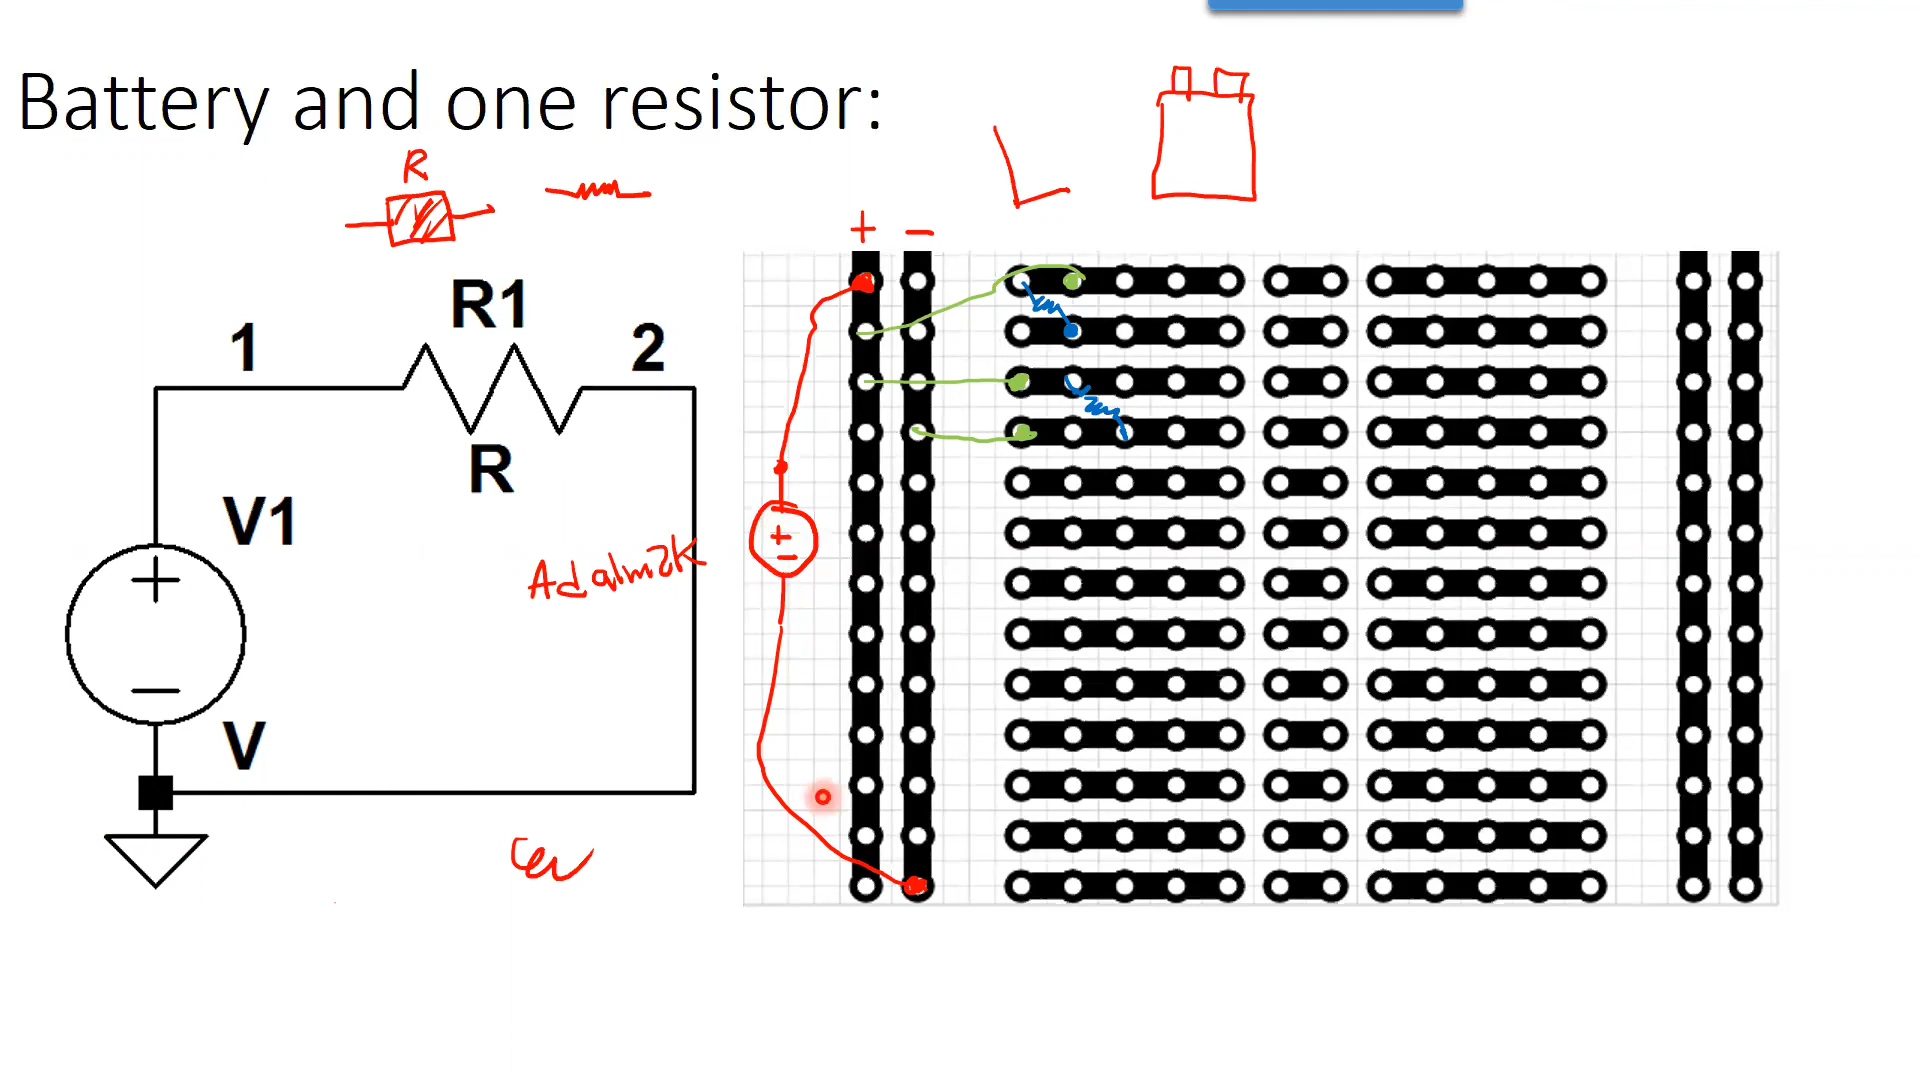 Battery and one resistor:
R
+ -
R1
1
2
R
V1
+
Adalm2K
+
-
-
V